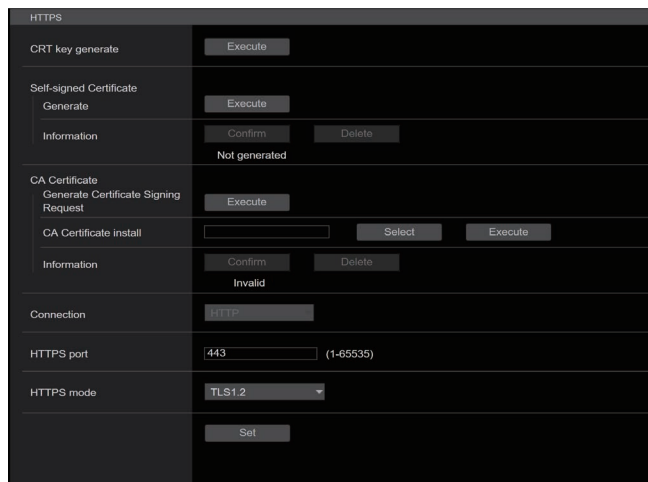 HTTPS
CRT key generate Execute
Self-signed Certificate
Generate Execute
Information Confirm Delete
Not generated
CA Certificate
Generate Certificate Signing
Request Execute
CA Certificate install Select Execute
Information Confirm Delete
Invalid
Connection HTTP
HTTPS port 443 (1-65535)
HTTPS mode TLS1.2
Set